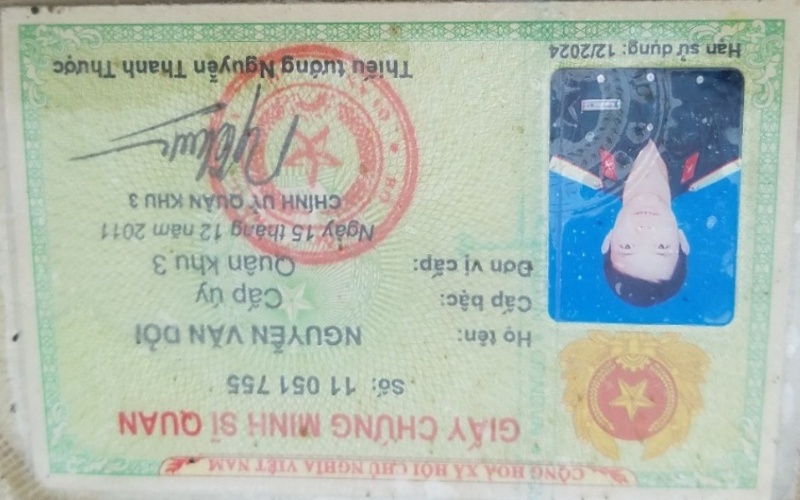 CỘNG HOÀ XÃ HỘI CHỦ NGHĨA VIỆT NAM
GIẤY CHỨNG MINH SĨ QUAN
Số: 11 051 755
Họ tên: NGUYỄN VĂN DÔI
Cấp bậc: Cấp úy
Đơn vị cấp: Quân khu 3
Ngày 15 tháng 12 năm 2011
CHÍNH UỶ QUÂN KHU 3
Thiếu tướng Nguyễn Thanh Thược
Hạn sử dụng: 12/2024